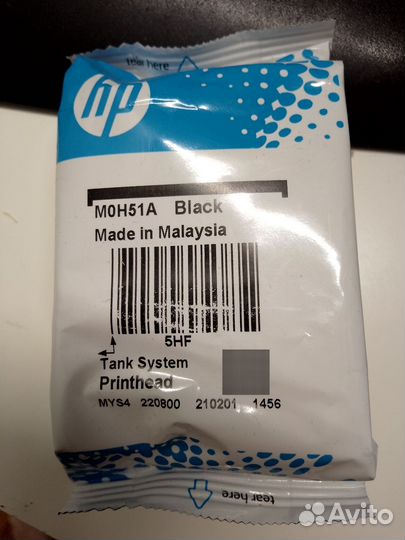 tear here
hp
M0H51A Black
Made in Malaysia
5HF
Tank System
Printhead
MYS4 220800 210201 1456
tear here
Avito